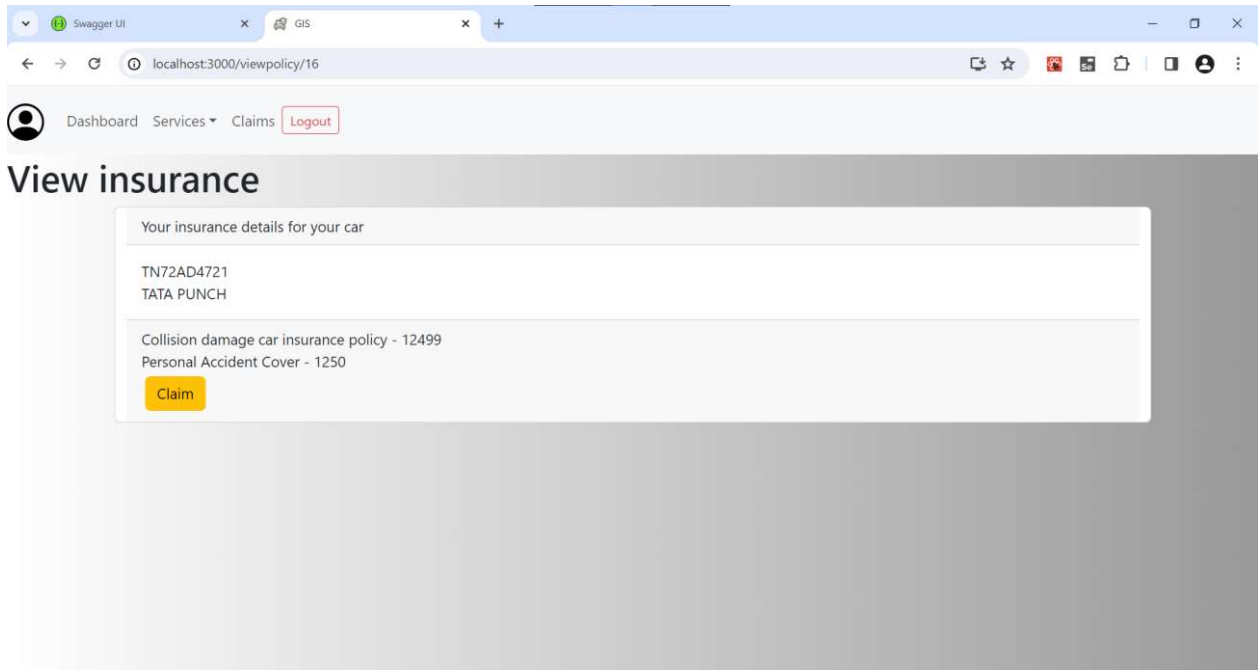 Swagger UI
GIS
localhost:3000/viewpolicy/16
Se
Dashboard Services Claims Logout
View insurance
Your insurance details for your car
TN72AD4721
TATA PUNCH
Collision damage car insurance policy - 12499
Personal Accident Cover - 1250
Claim